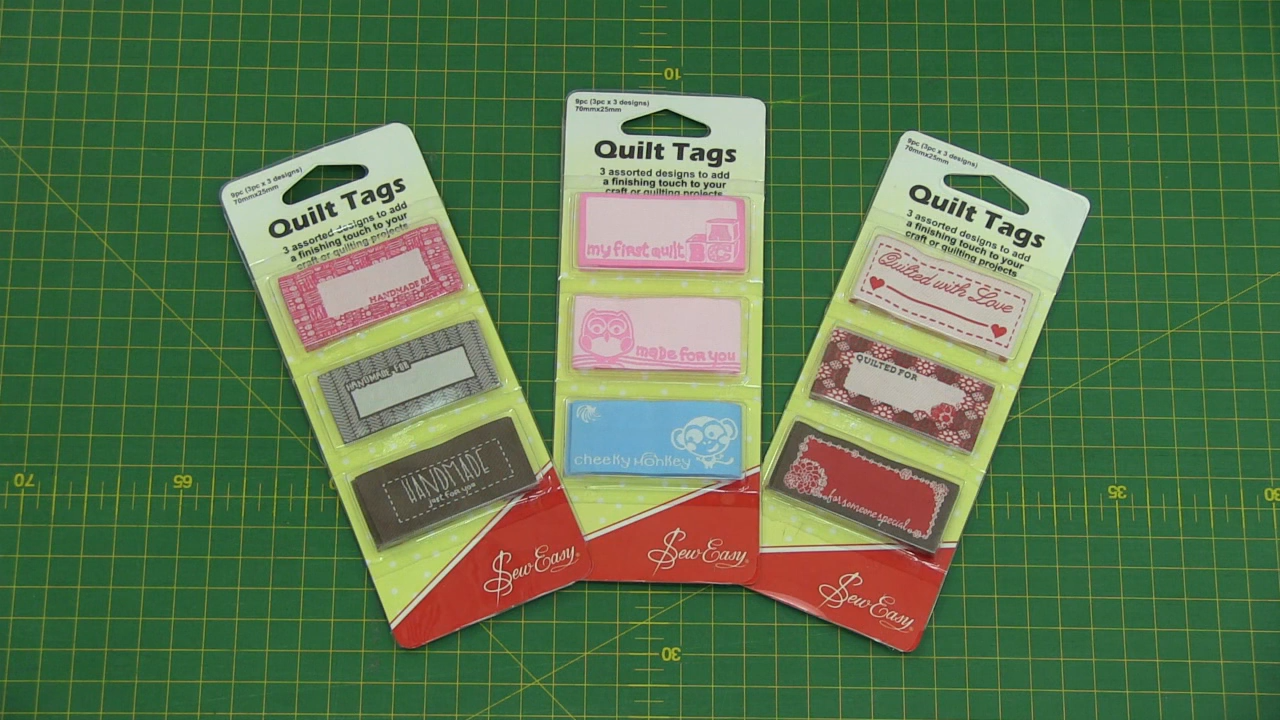 9pc (3pc x 3 designs)
70mmx25mm
Quilt Tags
3 assorted designs to add
a finishing touch to your
craft or quilting projects
HANDMADE BY
HANDMADE FOR
HANDMADE
just for you
Sew Easy
9pc (3pc x 3 designs)
70mmx25mm
Quilt Tags
3 assorted designs to add
a finishing touch to your
craft or quilting projects
my first quilt
made for you
cheeky monkey
Sew Easy
9pc (3pc x 3 designs)
70mmx25mm
Quilt Tags
3 assorted designs to add
a finishing touch to your
craft or quilting projects
Quilted with Love
QUILTED FOR
for someone special
Sew Easy
10
70
65
35
30
30